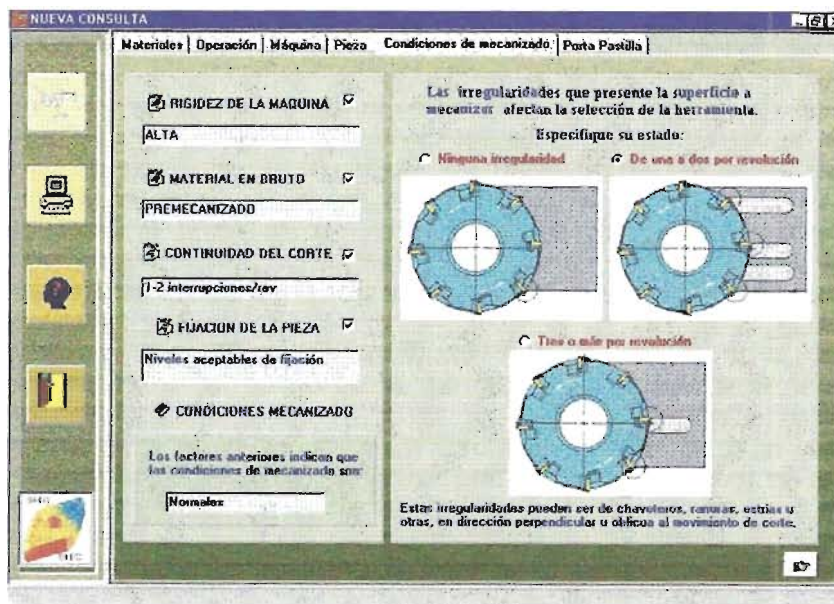 NUEVA CONSULTA
Materiales | Operación | Máquina | Pieza | Condiciones de mecanizado | Porta Pastilla |
RIGIDEZ DE LA MAQUINA
ALTA
MATERIAL EN BRUTO
PREMECANIZADO
CONTINUIDAD DEL CORTE
1-2 interrupciones/rev
FIJACION DE LA PIEZA
Niveles aceptables de fijación
CONDICIONES MECANIZADO
Los factores anteriores indican que
las condiciones de mecanizado son:
Normales
Las irregularidades que presente la superficie a
mecanizar afectan la selección de la herramienta.
Especifique su estado:
Ninguna irregularidad
De una a dos por revolución
Tres o más por revolución
Estas irregularidades pueden ser de chaveteros, ranuras, estrias u
otras, en dirección perpendicular u oblicua al movimiento de corte.